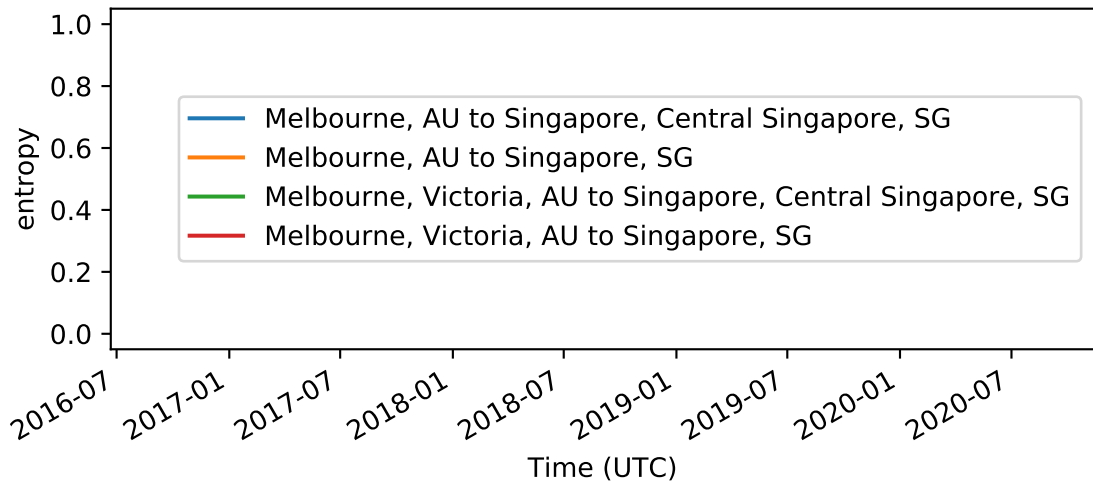 1.0
0.8
0.6
0.4
0.2
0.0
entropy
Melbourne, AU to Singapore, Central Singapore, SG
Melbourne, AU to Singapore, SG
Melbourne, Victoria, AU to Singapore, Central Singapore, SG
Melbourne, Victoria, AU to Singapore, SG
2016-07
2017-01
2017-07
2018-01
2018-07
2019-01
2019-07
2020-01
2020-07
Time (UTC)